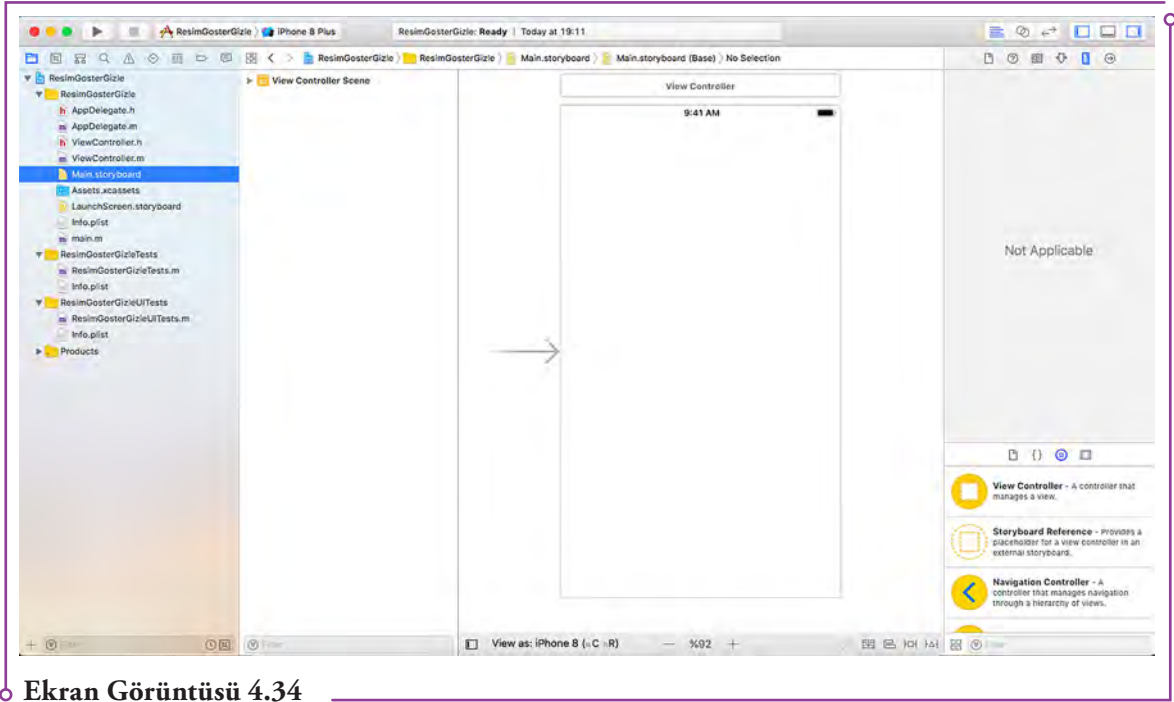 ResimGosterGizle
iPhone 8 Plus
ResimGosterGizle: Ready | Today at 19:11
ResimGosterGizle
ResimGosterGizle
Main.storyboard
Main.storyboard (Base)
No Selection
ResimGosterGizle
ResimGosterGizle
AppDelegate.h
AppDelegate.m
ViewController.h
ViewController.m
Main.storyboard
Assets.xcassets
LaunchScreen.storyboard
Info.plist
main.m
ResimGosterGizleTests
ResimGosterGizleTests.m
Info.plist
ResimGosterGizleUITests
ResimGosterGizleUITests.m
Info.plist
Products
Filter
View Controller Scene
Filter
View Controller
9:41 AM
View as: iPhone 8 (wC hR)
— %92 +
Not Applicable
View Controller - A controller that
manages a view.
Storyboard Reference - Provides a
placeholder for a view controller in an
external storyboard.
Navigation Controller - A
controller that manages navigation
through a hierarchy of views.
Filter
Ekran Görüntüsü 4.34